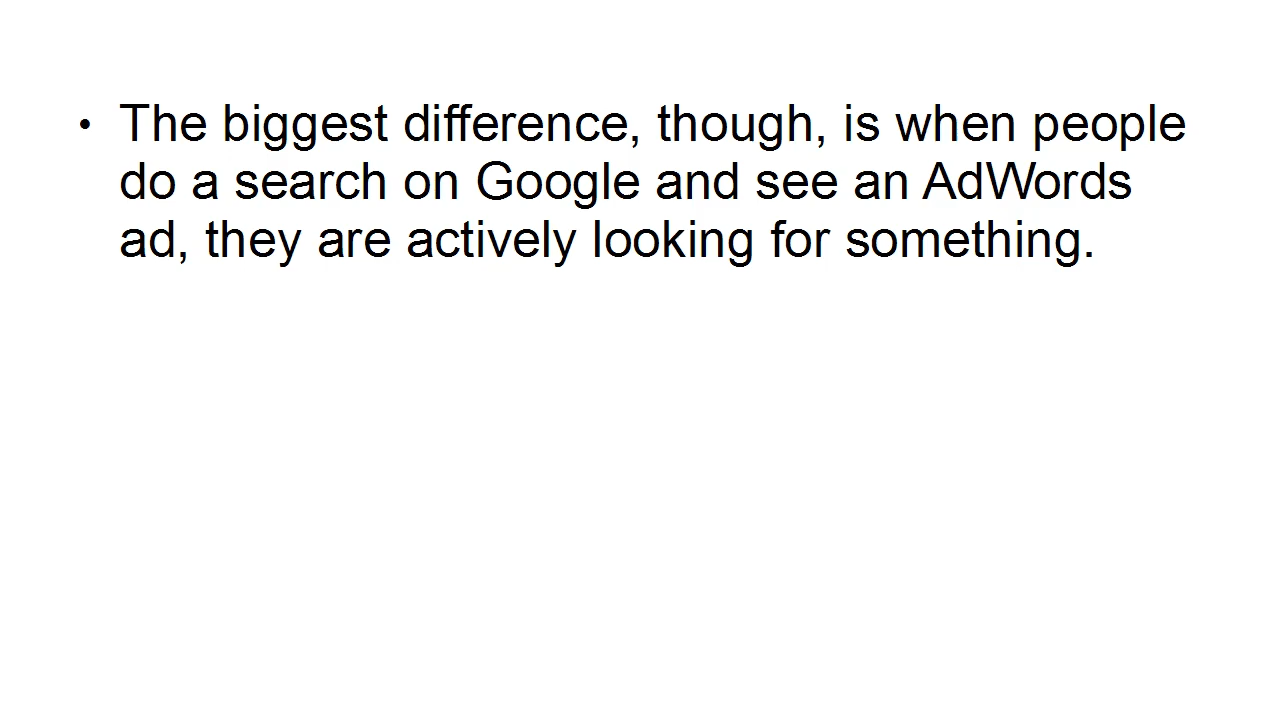 • The biggest difference, though, is when people
do a search on Google and see an AdWords
ad, they are actively looking for something.